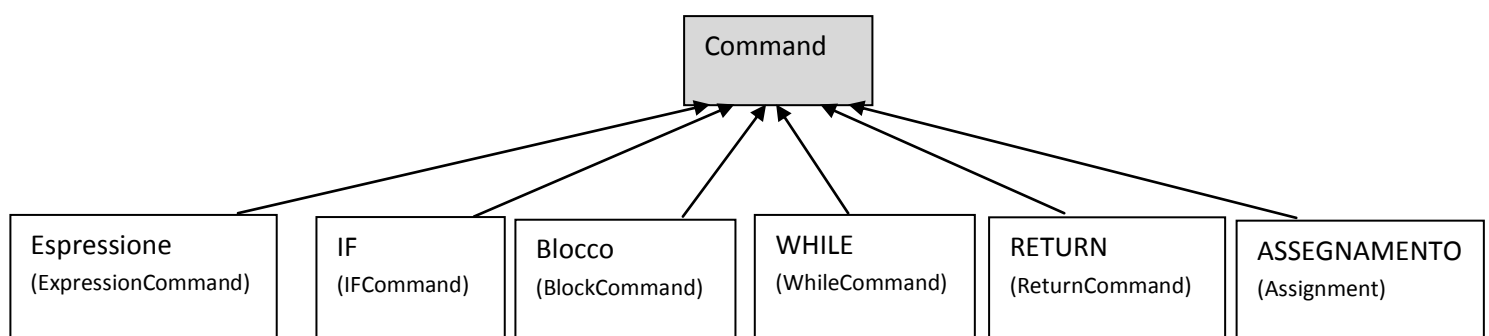 Command
Espressione
(ExpressionCommand)
IF
(IFCommand)
Blocco
(BlockCommand)
WHILE
(WhileCommand)
RETURN
(ReturnCommand)
ASSEGNAMENTO
(Assignment)